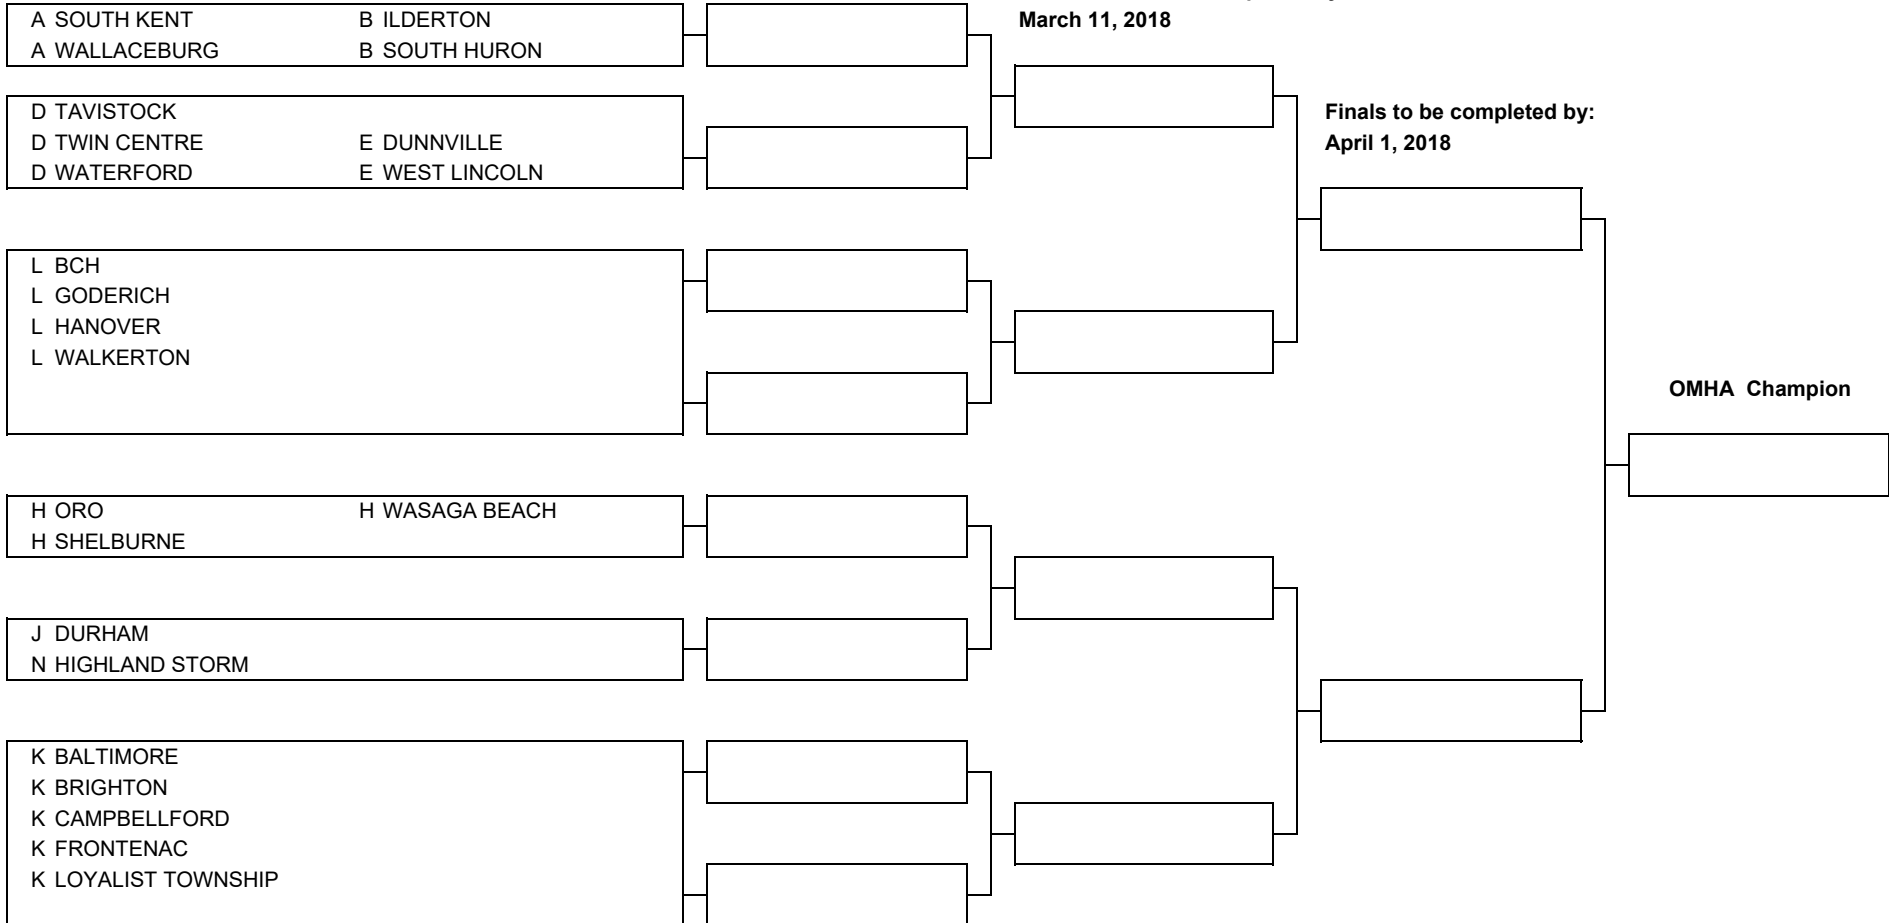 March 11, 2018
A SOUTH KENT B ILDERTON
A WALLACEBURG B SOUTH HURON
D TAVISTOCK
D TWIN CENTRE E DUNNVILLE
D WATERFORD E WEST LINCOLN
Finals to be completed by:
April 1, 2018
L BCH
L GODERICH
L HANOVER
L WALKERTON
OMHA Champion
H ORO H WASAGA BEACH
H SHELBURNE
J DURHAM
N HIGHLAND STORM
K BALTIMORE
K BRIGHTON
K CAMPBELLFORD
K FRONTENAC
K LOYALIST TOWNSHIP